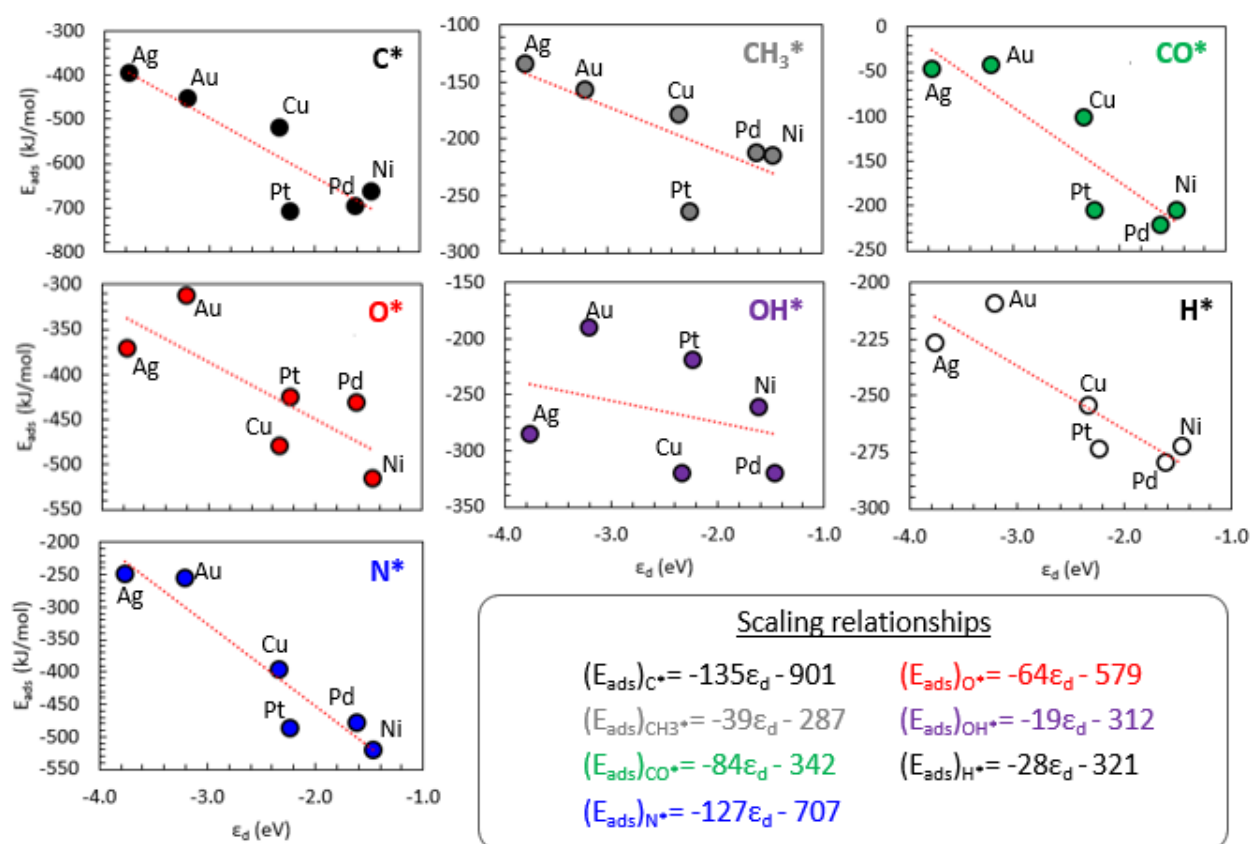 C*
E_ads (kJ/mol)
-300
-400
-500
-600
-700
-800
Ag
Au
Cu
Pt
Pd
Ni
CH₃*
-100
-150
-200
-250
-300
Ag
Au
Cu
Pd
Ni
Pt
CO*
0
-50
-100
-150
-200
-250
Ag
Au
Cu
Pt
Ni
Pd
O*
E_ads (kJ/mol)
-300
-350
-400
-450
-500
-550
Au
Ag
Pt
Pd
Cu
Ni
OH*
-150
-200
-250
-300
-350
Au
Pt
Ni
Ag
Cu
Pd
-4.0 -3.0 -2.0 -1.0
ε_d (eV)
H*
-200
-225
-250
-275
-300
Au
Ag
Cu
Pt
Ni
Pd
-4.0 -3.0 -2.0 -1.0
ε_d (eV)
N*
E_ads (kJ/mol)
-200
-250
-300
-350
-400
-450
-500
-550
Ag
Au
Cu
Pt
Pd
Ni
-4.0 -3.0 -2.0 -1.0
ε_d (eV)
Scaling relationships
(E_ads)_C*= -135ε_d - 901
(E_ads)_O*= -64ε_d - 579
(E_ads)_CH3*= -39ε_d - 287
(E_ads)_OH*= -19ε_d - 312
(E_ads)_CO*= -84ε_d - 342
(E_ads)_H*= -28ε_d - 321
(E_ads)_N*= -127ε_d - 707